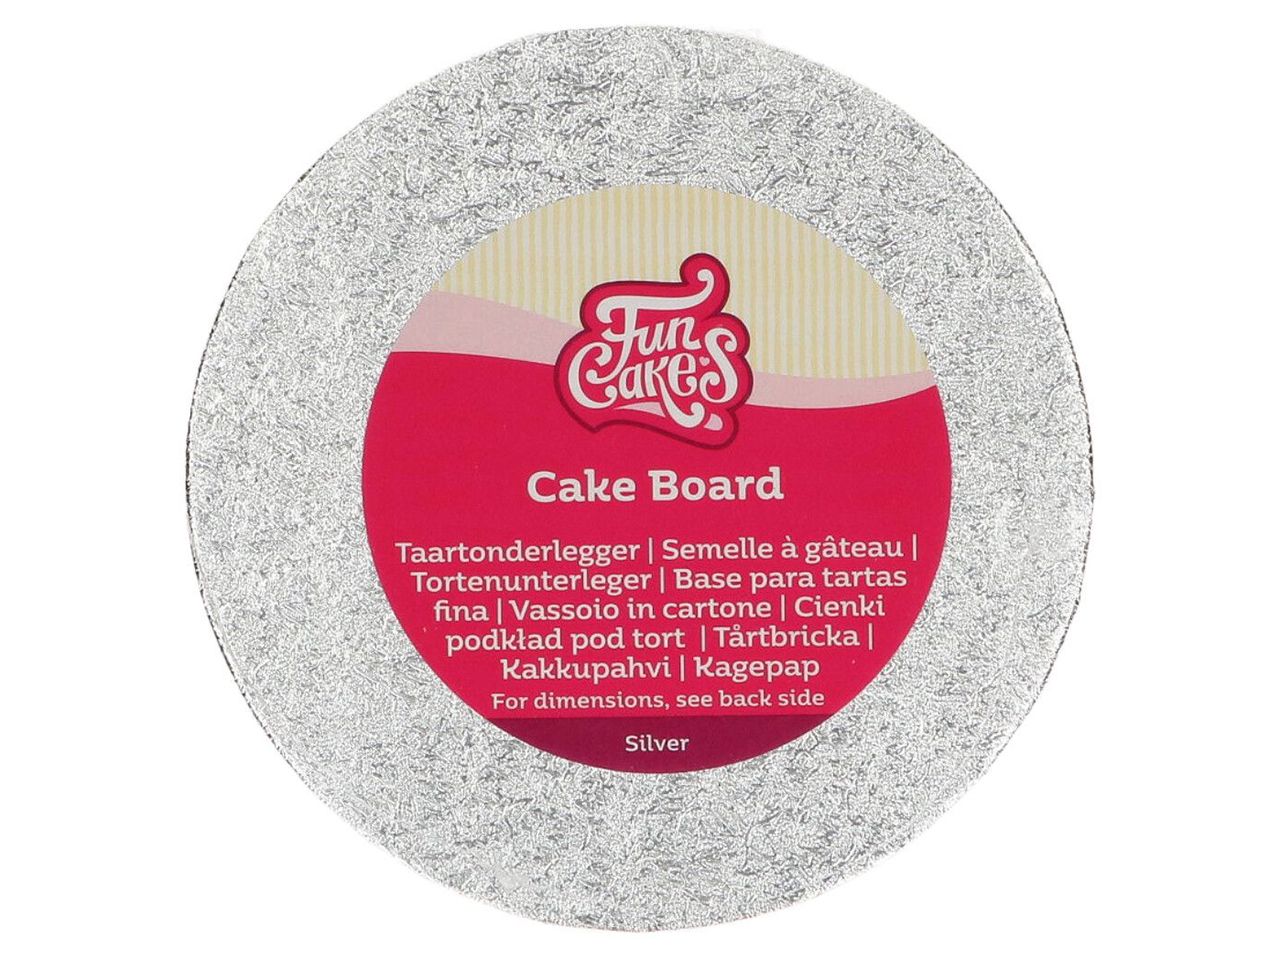 Fun
Cakes
Cake Board
Taartonderlegger | Semelle à gâteau |
Tortenunterleger | Base para tartas
fina | Vassoio in cartone | Cienki
podkład pod tort | Tårtbricka |
Kakkupahvi | Kagepap
For dimensions, see back side
Silver